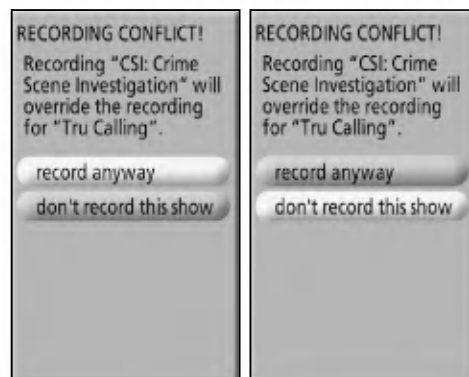 RECORDING CONFLICT!
Recording "CSI: Crime
Scene Investigation" will
override the recording
for "Tru Calling".
record anyway
don't record this show
RECORDING CONFLICT!
Recording "CSI: Crime
Scene Investigation" will
override the recording
for "Tru Calling".
record anyway
don't record this show